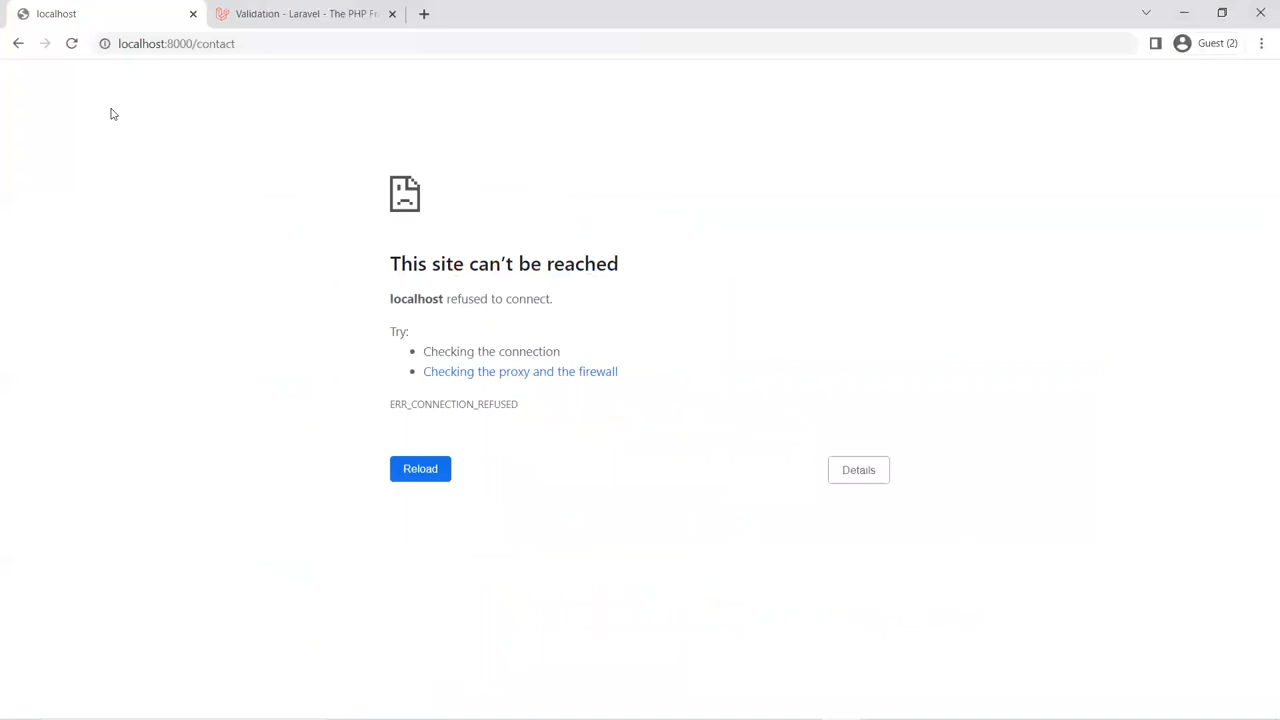 localhost
Validation - Laravel - The PHP F
localhost:8000/contact
Guest (2)
This site can't be reached
localhost refused to connect.
Try:
Checking the connection
Checking the proxy and the firewall
ERR_CONNECTION_REFUSED
Reload
Details